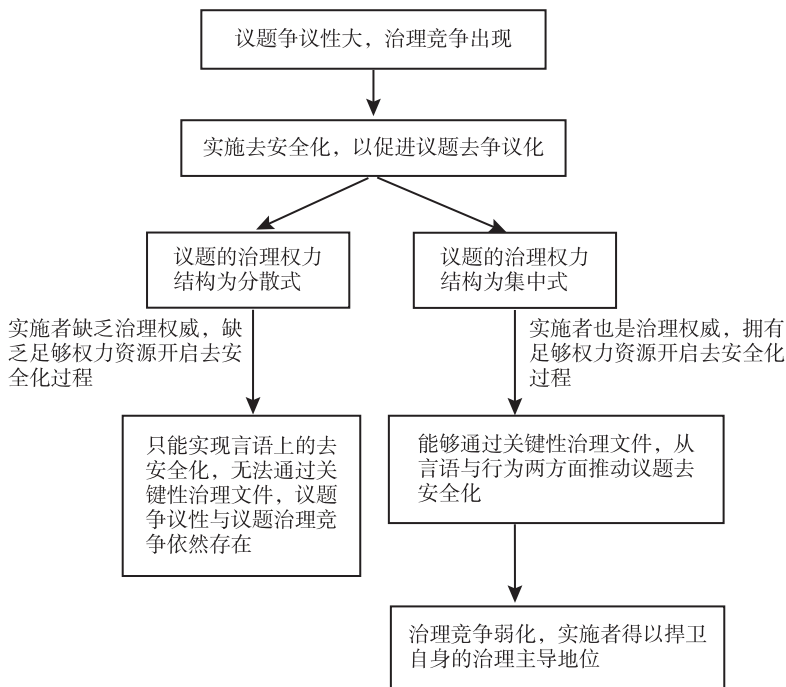 议题争议性大，治理竞争出现
实施去安全化，以促进议题去争议化
议题的治理权力
结构为分散式
议题的治理权力
结构为集中式
实施者缺乏治理权威，缺
乏足够权力资源开启去安
全化过程
实施者也是治理权威，拥有
足够权力资源开启去安全化
过程
只能实现言语上的去
安全化，无法通过关
键性治理文件，议题
争议性与议题治理竞
争依然存在
能够通过关键性治理文件，从
言语与行为两方面推动议题去
安全化
治理竞争弱化，实施者得以捍卫
自身的治理主导地位